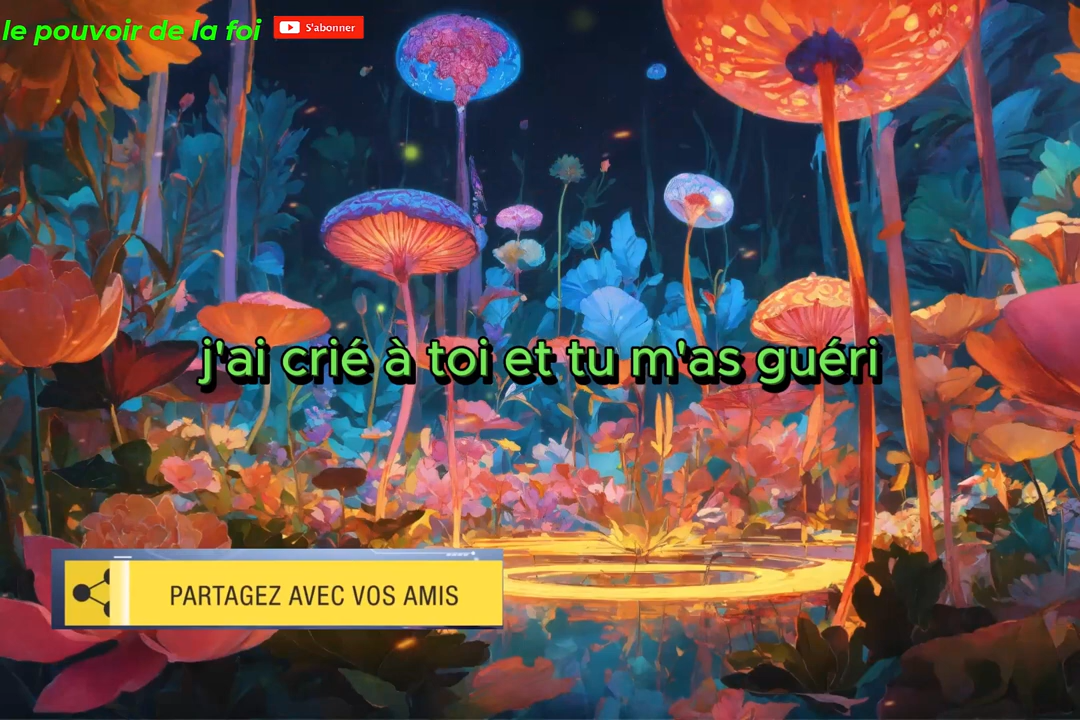 le pouvoir de la foi
S'abonner
j'ai crié à toi et tu m'as guéri
PARTAGEZ AVEC VOS AMIS